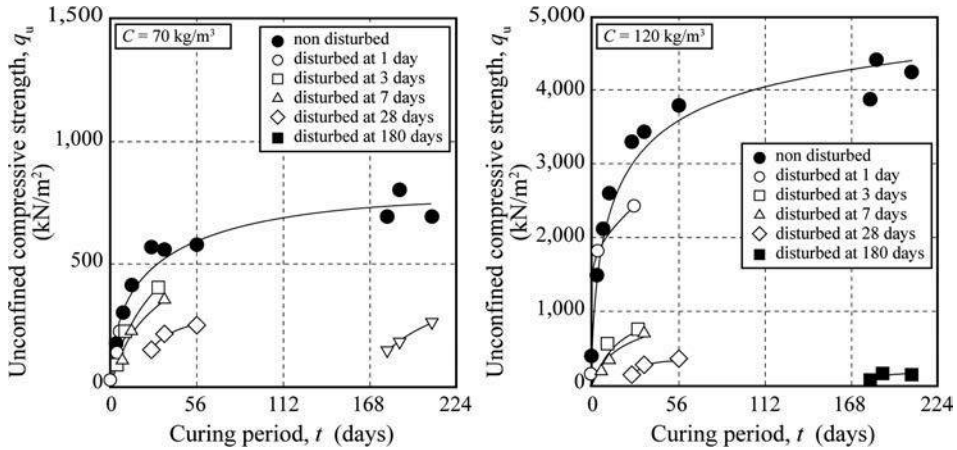 C = 70 kg/m³
non disturbed
disturbed at 1 day
disturbed at 3 days
disturbed at 7 days
disturbed at 28 days
disturbed at 180 days
Unconfined compressive strength, qu
(kN/m²)
1,500
1,000
500
0
0 56 112 168 224
Curing period, t (days)
C = 120 kg/m³
non disturbed
disturbed at 1 day
disturbed at 3 days
disturbed at 7 days
disturbed at 28 days
disturbed at 180 days
Unconfined compressive strength, qu
(kN/m²)
5,000
4,000
3,000
2,000
1,000
0
0 56 112 168 224
Curing period, t (days)